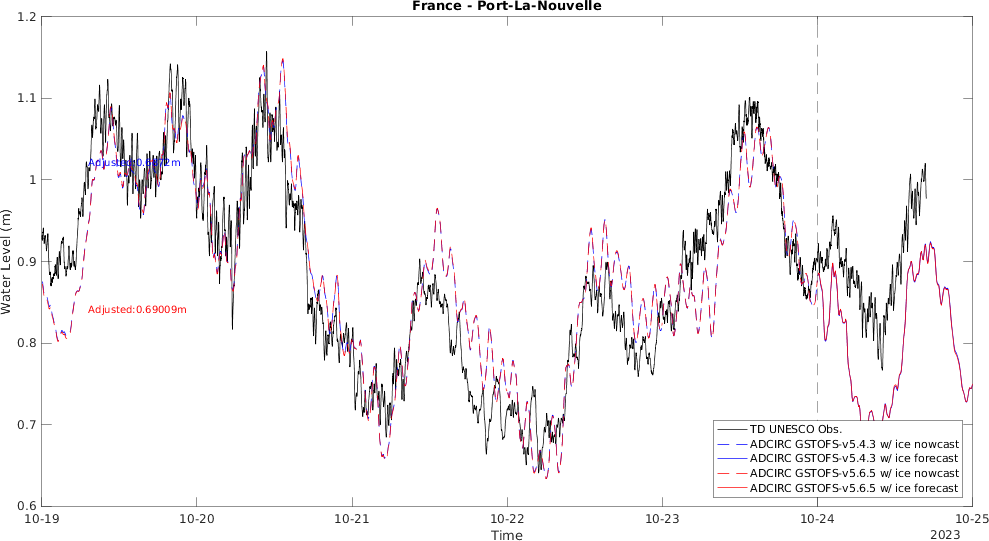 France - Port-La-Nouvelle
1.2
1.1
1
0.9
0.8
0.7
0.6
Water Level (m)
Adjusted:0.6872m
Adjusted:0.69009m
TD UNESCO Obs.
ADCIRC GSTOFS-v5.4.3 w/ ice nowcast
ADCIRC GSTOFS-v5.4.3 w/ ice forecast
ADCIRC GSTOFS-v5.6.5 w/ ice nowcast
ADCIRC GSTOFS-v5.6.5 w/ ice forecast
10-19 10-20 10-21 10-22 10-23 10-24 10-25
Time
2023